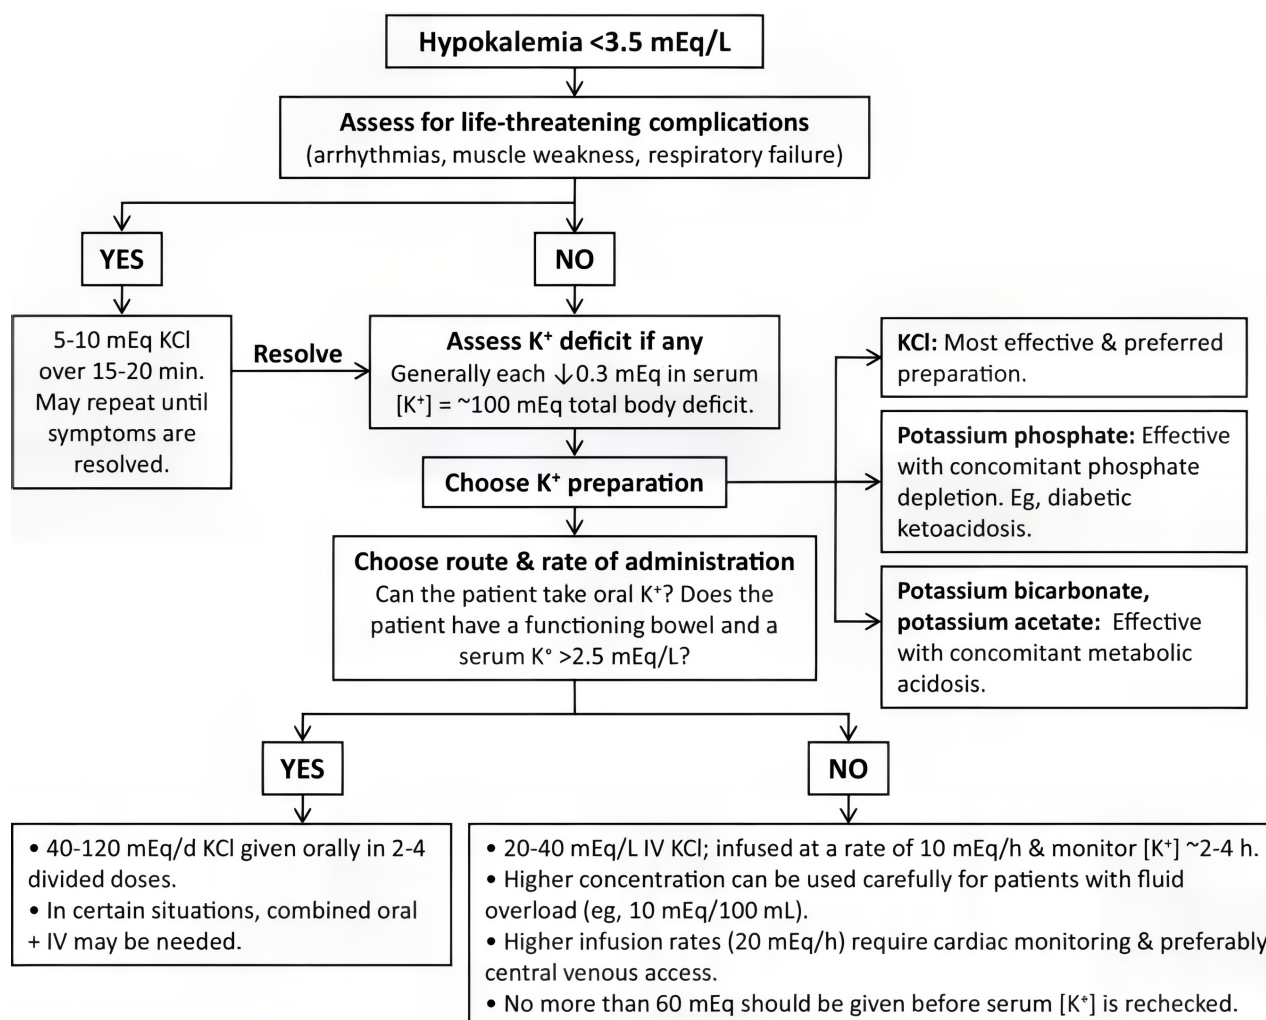 Hypokalemia <3.5 mEq/L
Assess for life-threatening complications
(arrhythmias, muscle weakness, respiratory failure)
YES
NO
5-10 mEq KCl
over 15-20 min.
May repeat until
symptoms are
resolved.
Resolve
Assess K⁺ deficit if any
Generally each ↓0.3 mEq in serum
[K⁺] = ~100 mEq total body deficit.
Choose K⁺ preparation
KCl: Most effective & preferred
preparation.
Potassium phosphate: Effective
with concomitant phosphate
depletion. Eg, diabetic
ketoacidosis.
Potassium bicarbonate,
potassium acetate: Effective
with concomitant metabolic
acidosis.
Choose route & rate of administration
Can the patient take oral K⁺? Does the
patient have a functioning bowel and a
serum K° >2.5 mEq/L?
YES
NO
• 40-120 mEq/d KCl given orally in 2-4
divided doses.
• In certain situations, combined oral
+ IV may be needed.
• 20-40 mEq/L IV KCl; infused at a rate of 10 mEq/h & monitor [K⁺] ~2-4 h.
• Higher concentration can be used carefully for patients with fluid
overload (eg, 10 mEq/100 mL).
• Higher infusion rates (20 mEq/h) require cardiac monitoring & preferably
central venous access.
• No more than 60 mEq should be given before serum [K⁺] is rechecked.